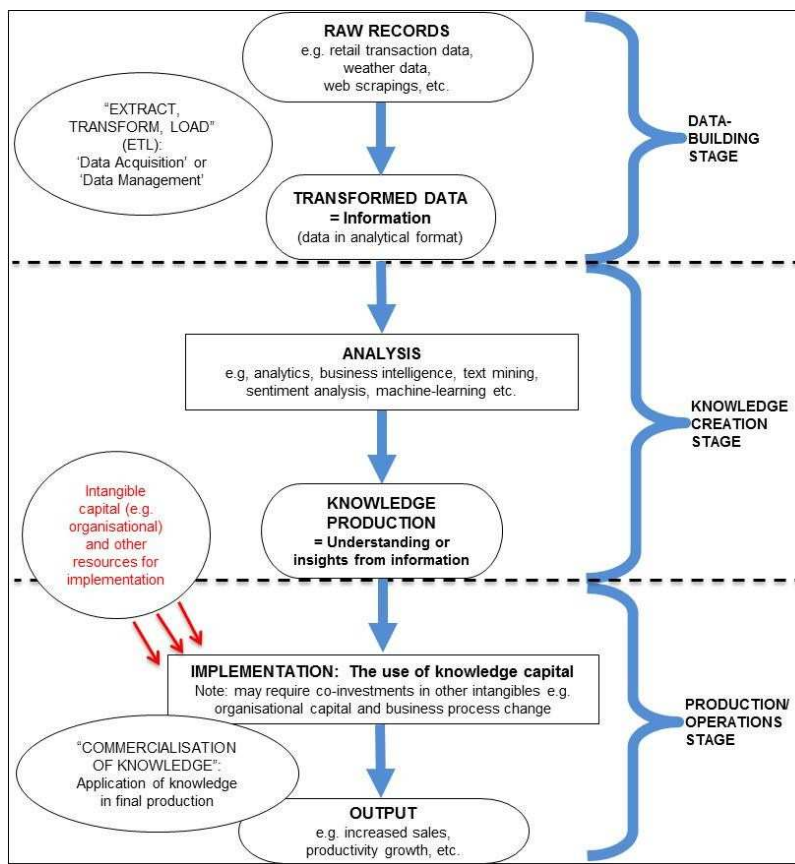 RAW RECORDS
e.g. retail transaction data,
weather data,
web scrapings, etc.
“EXTRACT,
TRANSFORM, LOAD”
(ETL):
‘Data Acquisition’ or
‘Data Management’
DATA-
BUILDING
STAGE
TRANSFORMED DATA
= Information
(data in analytical format)
ANALYSIS
e.g, analytics, business intelligence, text mining,
sentiment analysis, machine-learning etc.
KNOWLEDGE
CREATION
STAGE
KNOWLEDGE
PRODUCTION
= Understanding or
insights from information
Intangible
capital (e.g.
organisational)
and other
resources for
implementation
IMPLEMENTATION: The use of knowledge capital
Note: may require co-investments in other intangibles e.g.
organisational capital and business process change
PRODUCTION/
OPERATIONS
STAGE
“COMMERCIALISATION
OF KNOWLEDGE”:
Application of knowledge
in final production
OUTPUT
e.g. increased sales,
productivity growth, etc.